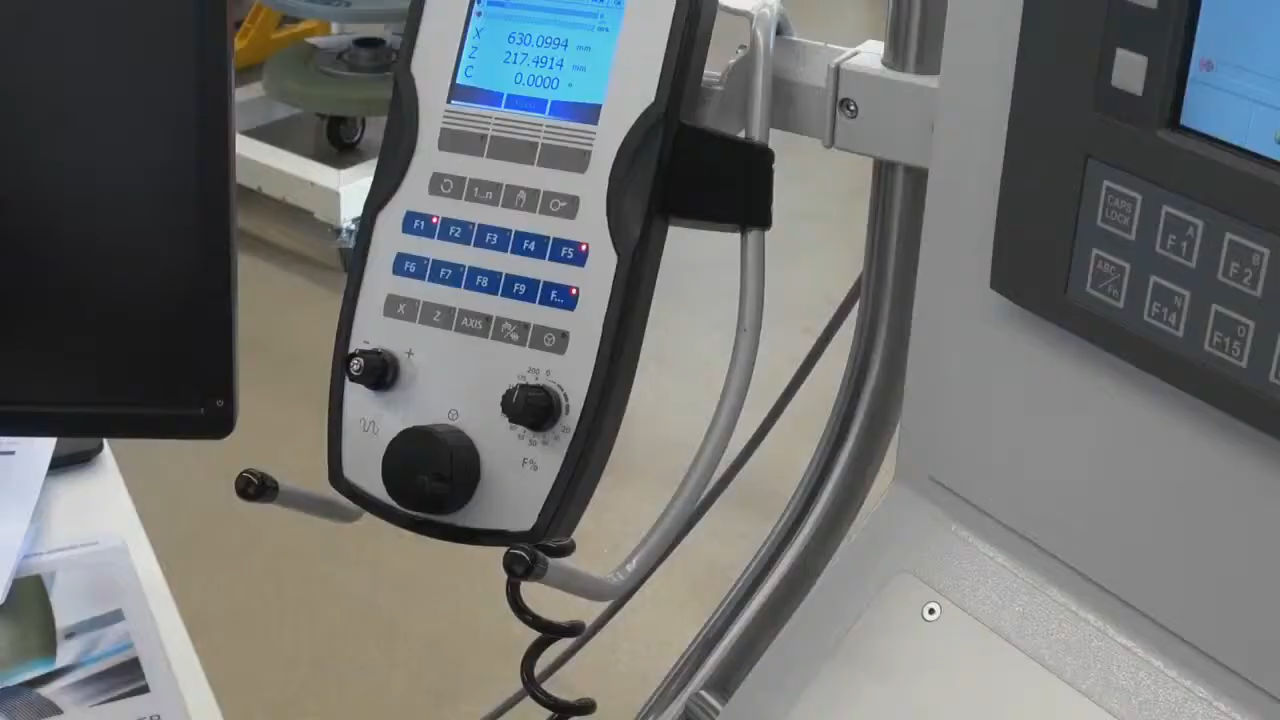 X 630.0994 mm
Z 217.4914 mm
C 0.0000 °
1...n
F1 F2 F3 F4 F5
F6 F7 F8 F9 F...
X Z AXIS
- +
200 0
20
50
F%
CAPS LOCK
A F1
B F2
ABC/Fn
N F14
O F15